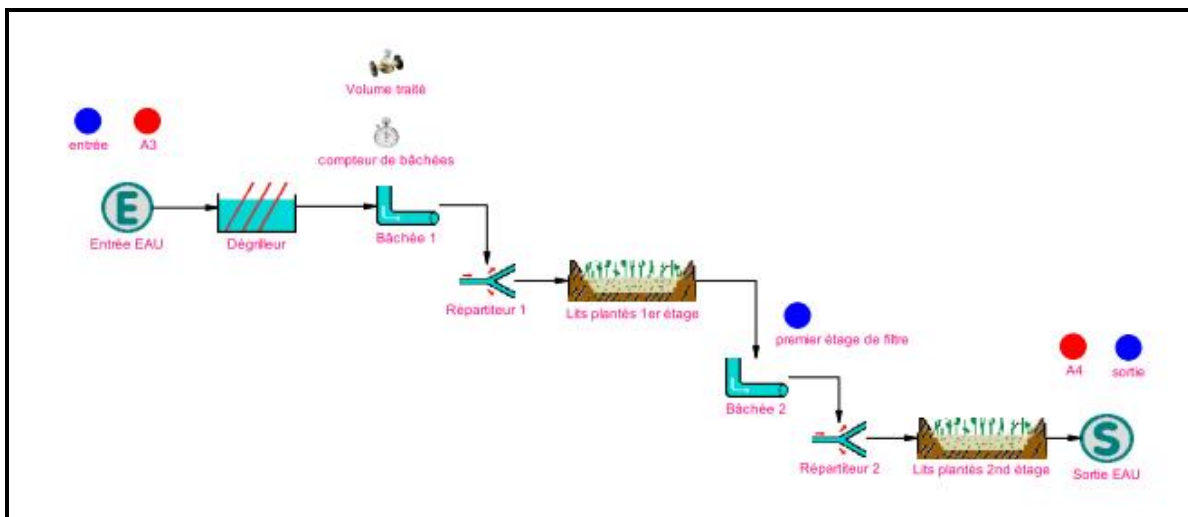 Volume traité
entrée
A3
compteur de bâchées
E
Entrée EAU
Dégrilleur
Bâchée 1
Répartiteur 1
Lits plantés 1er étage
premier étage de filtre
A4
sortie
Bâchée 2
Répartiteur 2
Lits plantés 2nd étage
S
Sortie EAU